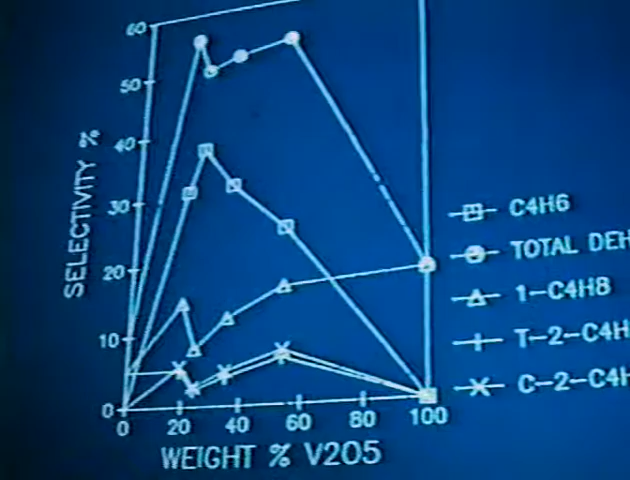 60
50
40
30
20
10
0
SELECTIVITY %
0 20 40 60 80 100
WEIGHT % V2O5
C4H6
TOTAL DEH
1-C4H8
T-2-C4H
C-2-C4H